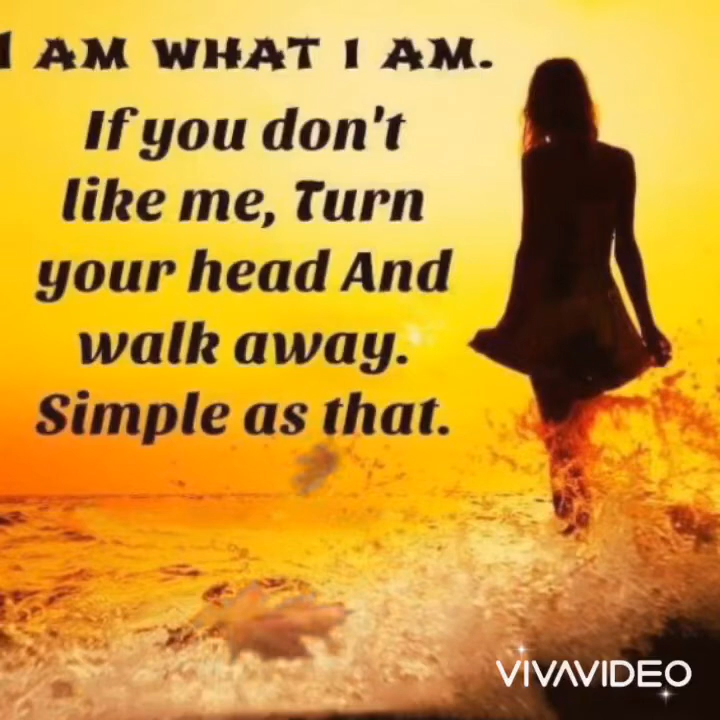 I AM WHAT I AM.
If you don't
like me, Turn
your head And
walk away.
Simple as that.
VIVAVIDEO